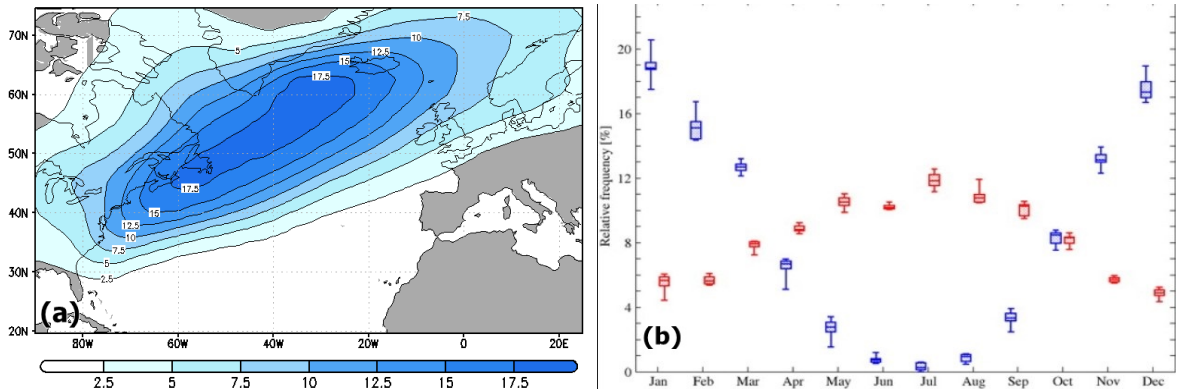 7.5
70N
10
5
12.5
15
17.5
60N
50N
17.5
40N
15
12.5
10
7.5
5
30N
2.5
(a)
20N
80W 60W 40W 20W 0 20E
2.5 5 7.5 10 12.5 15 17.5
Relative frequency [%]
20
16
12
8
4
0
(b)
Jan Feb Mar Apr May Jun Jul Aug Sep Oct Nov Dec